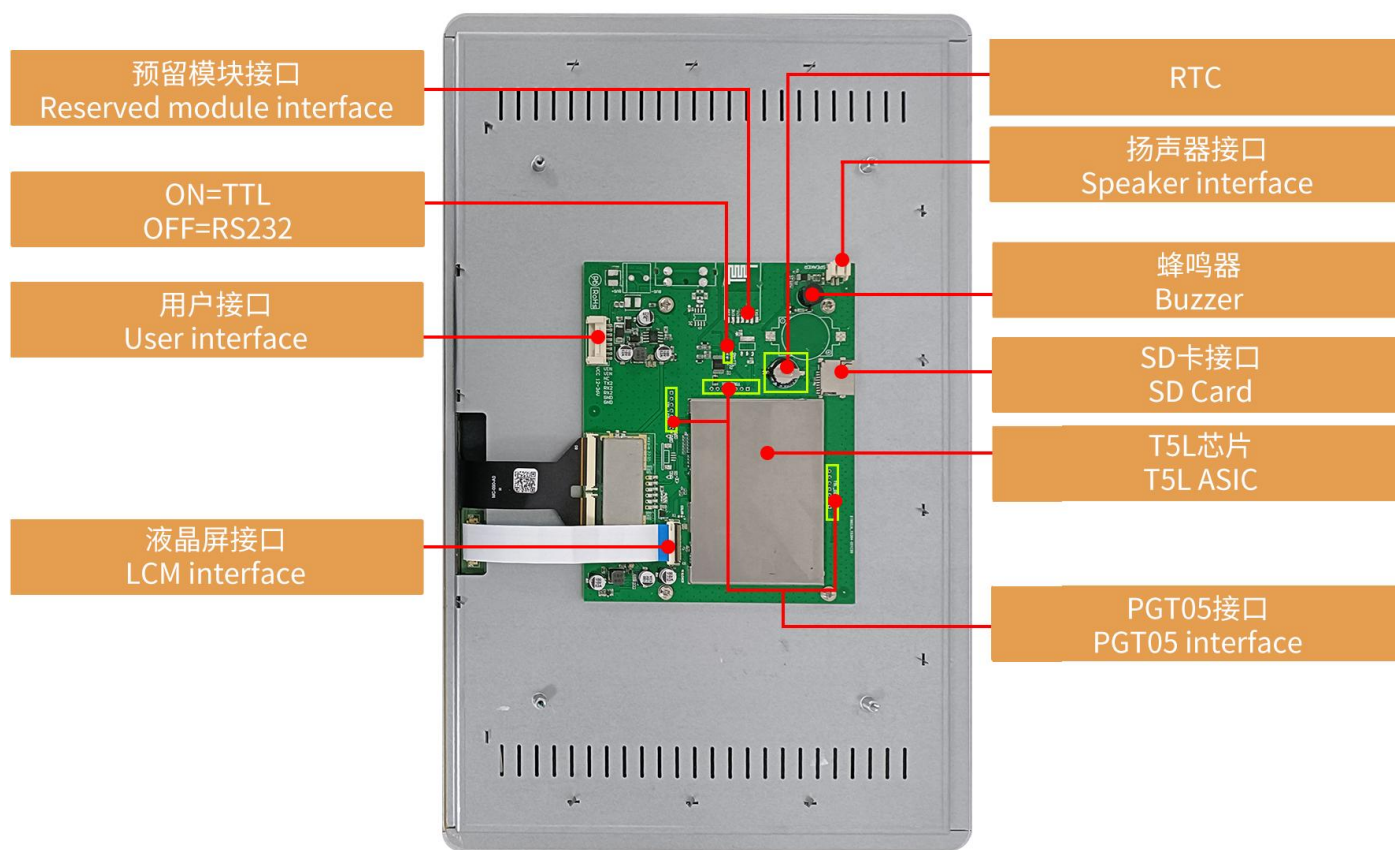 预留模块接口
Reserved module interface
ON=TTL
OFF=RS232
用户接口
User interface
液晶屏接口
LCM interface
RTC
扬声器接口
Speaker interface
蜂鸣器
Buzzer
SD卡接口
SD Card
T5L芯片
T5L ASIC
PGT05接口
PGT05 interface
SPEAKER
RoHS